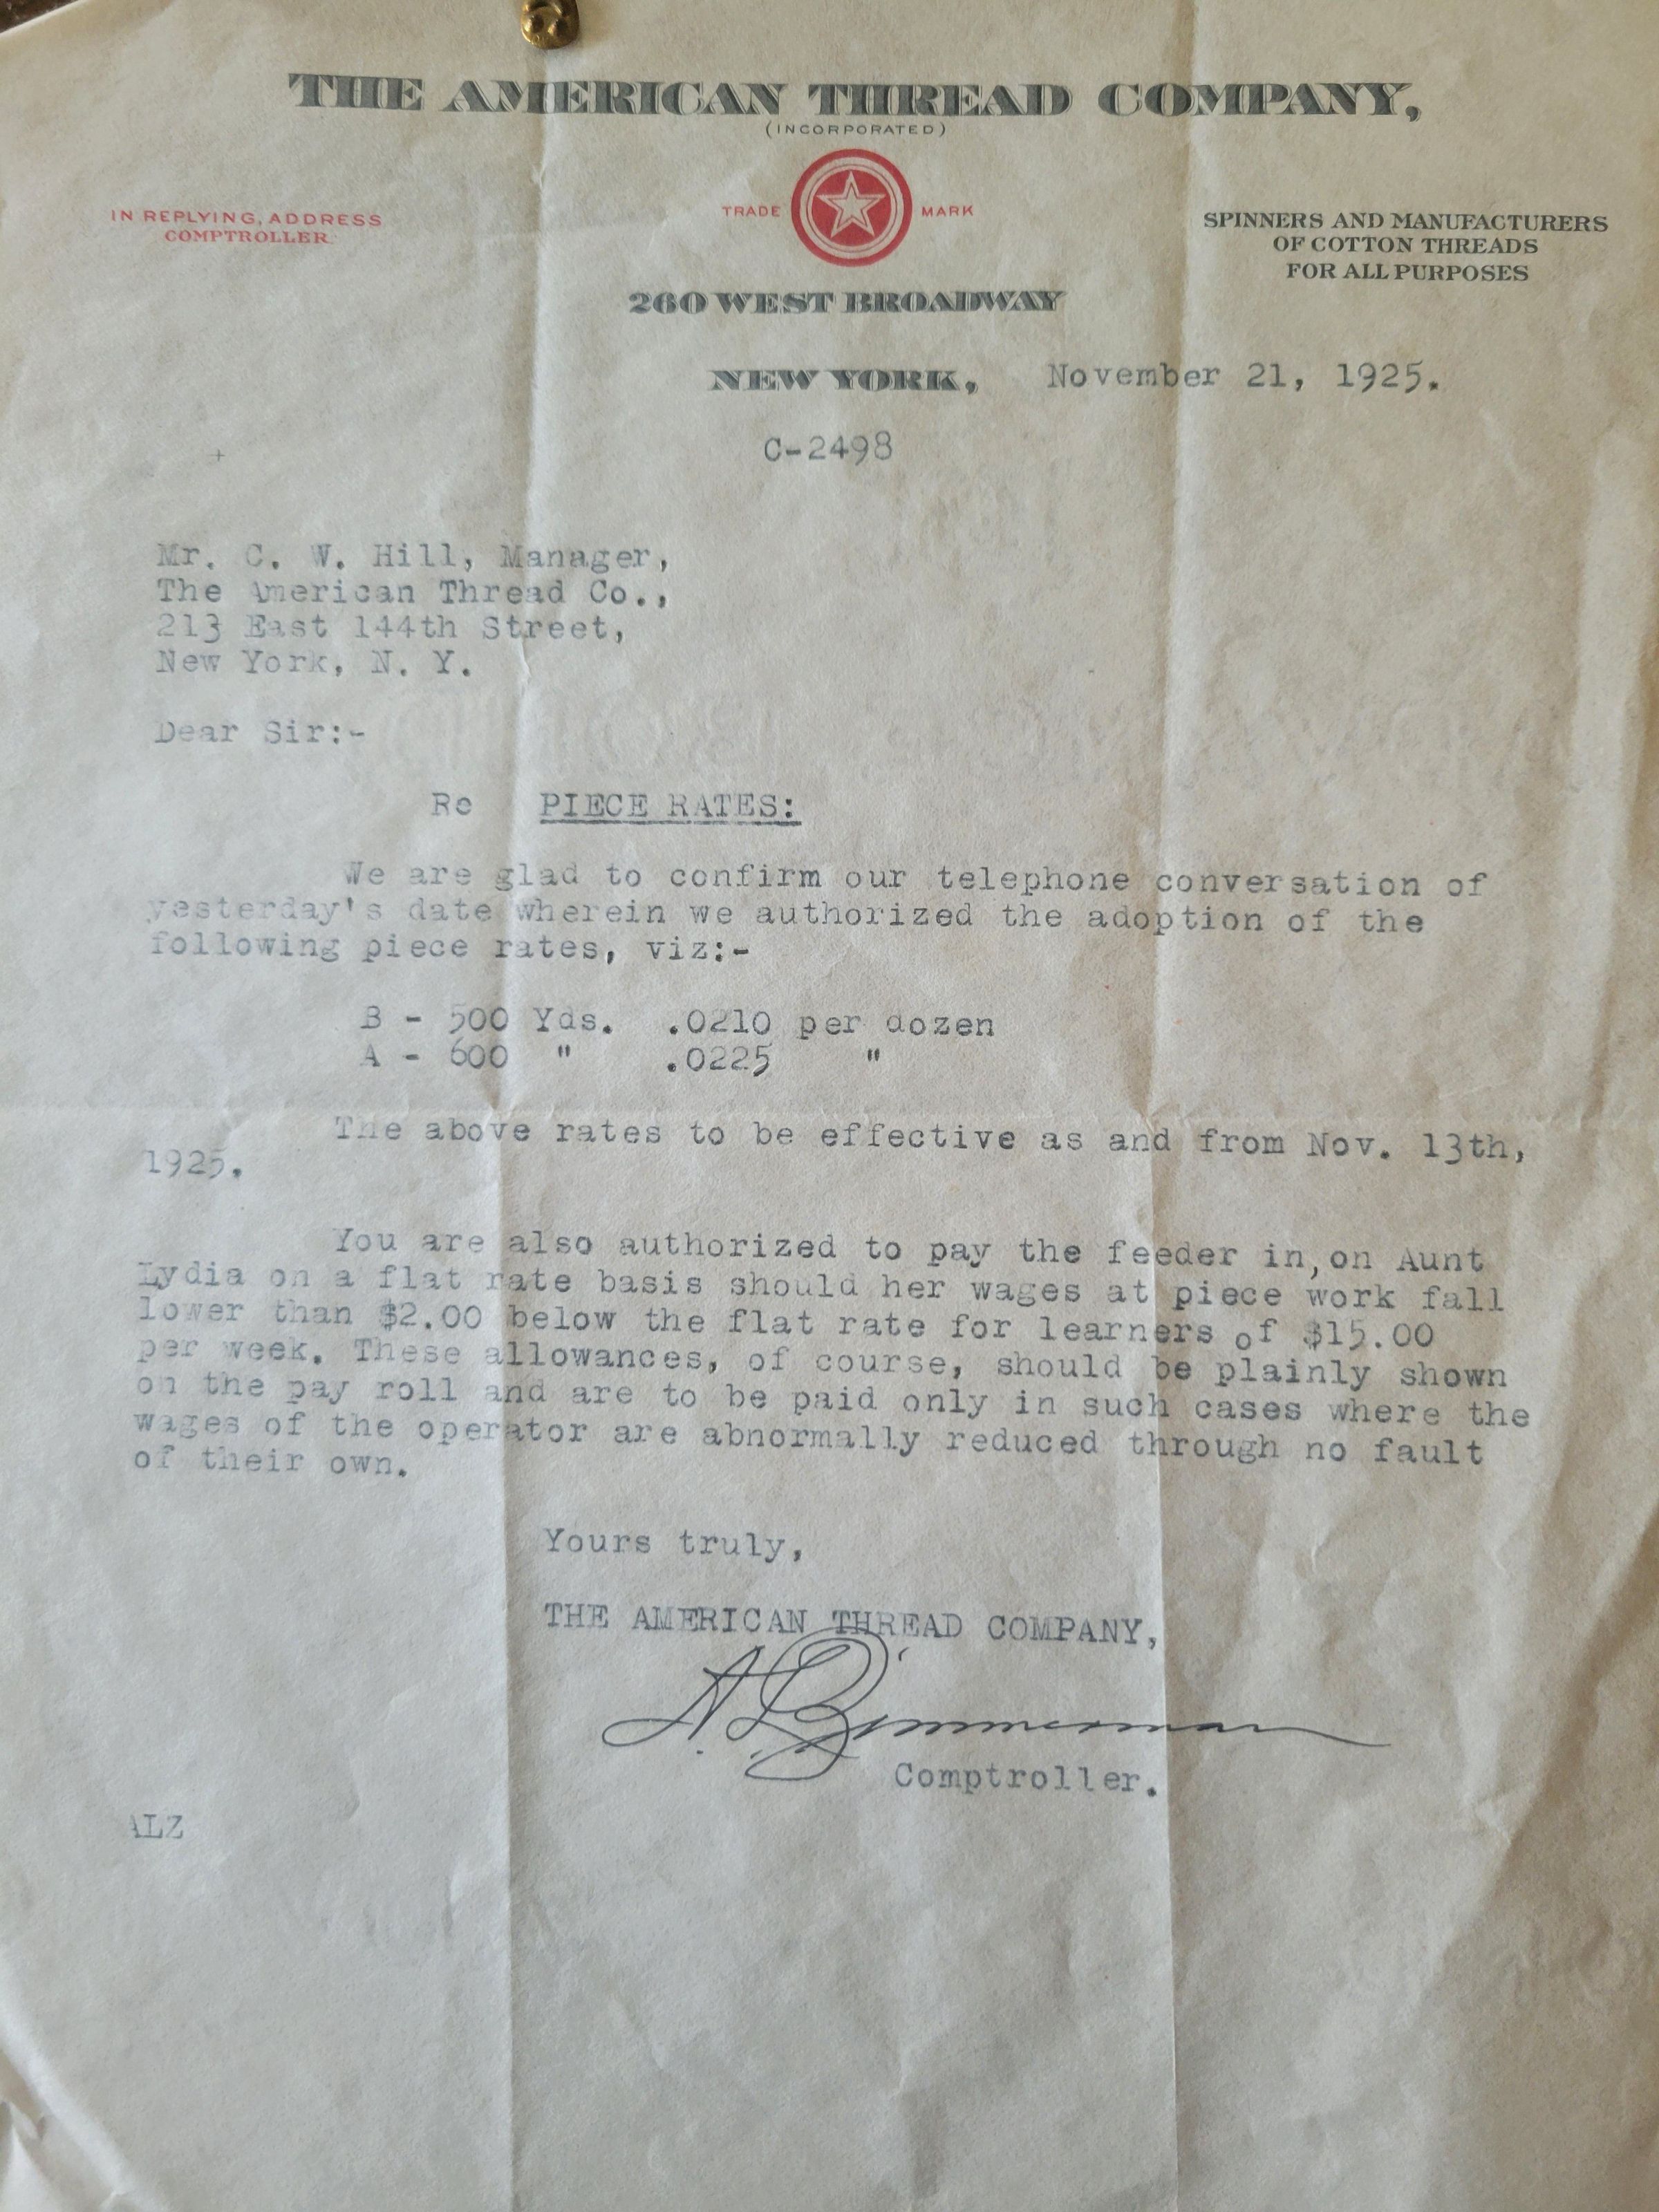 THE AMERICAN THREAD COMPANY,
(INCORPORATED)
IN REPLYING, ADDRESS
COMPTROLLER
TRADE MARK
SPINNERS AND MANUFACTURERS
OF COTTON THREADS
FOR ALL PURPOSES
260 WEST BROADWAY
NEW YORK, November 21, 1925.
C-2498
Mr. C. W. Hill, Manager,
The American Thread Co.,
213 East 144th Street,
New York, N. Y.
Dear Sir:-
Re PIECE RATES:
We are glad to confirm our telephone conversation of
yesterday's date wherein we authorized the adoption of the
following piece rates, viz:-
B - 500 Yds. .0210 per dozen
A - 600 " .0225 "
The above rates to be effective as and from Nov. 13th,
1925.
You are also authorized to pay the feeder in, on Aunt
Lydia on a flat rate basis should her wages at piece work fall
lower than $2.00 below the flat rate for learners of $15.00
per week. These allowances, of course, should be plainly shown
on the pay roll and are to be paid only in such cases where the
wages of the operator are abnormally reduced through no fault
of their own.
Yours truly,
THE AMERICAN THREAD COMPANY,
A. L. Zimmerman
Comptroller.
ALZ